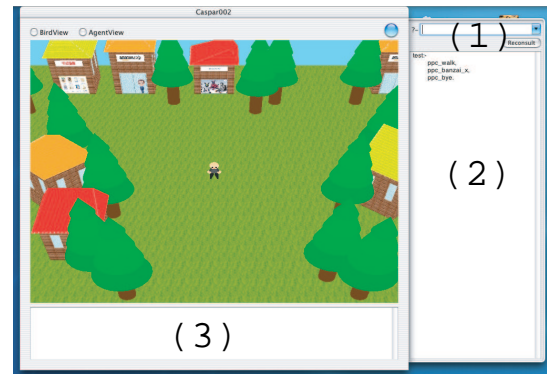 Caspar002
BirdView AgentView
?-
(1)
Reconsult
test:-
ppc_walk,
ppc_banzai_x,
ppc_bye.
(2)
(3)